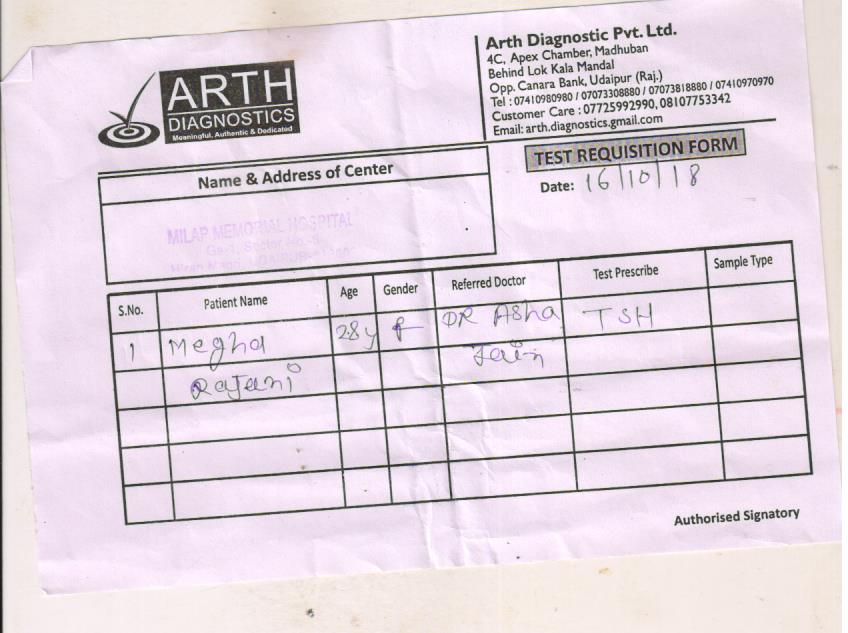 ARTH
DIAGNOSTICS
Meaningful, Authentic & Dedicated
Arth Diagnostic Pvt. Ltd.
4C, Apex Chamber, Madhuban
Behind Lok Kala Mandal
Opp. Canara Bank, Udaipur (Raj.)
Tel : 07410980980 / 07073308880 / 07073818880 / 07410970970
Customer Care : 07725992990, 08107753342
Email: arth.diagnostics.gmail.com
TEST REQUISITION FORM
Date: 16/10/18
Name & Address of Center
MILAP MEMORIAL HOSPITAL
Sector No.-5
S.No. Patient Name Age Gender Referred Doctor Test Prescribe Sample Type
1 Megha 28y f DR Asha TSH
Rajani Jain
Authorised Signatory